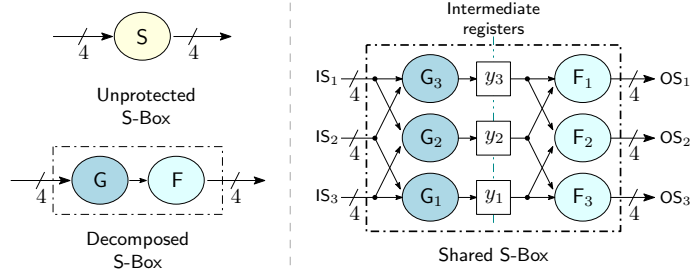 S
4
4
Unprotected
S-Box
G
F
4
4
Decomposed
S-Box
Intermediate
registers
IS₁ 4 G₃ y₃ F₁ 4 OS₁
IS₂ 4 G₂ y₂ F₂ 4 OS₂
IS₃ 4 G₁ y₁ F₃ 4 OS₃
Shared S-Box